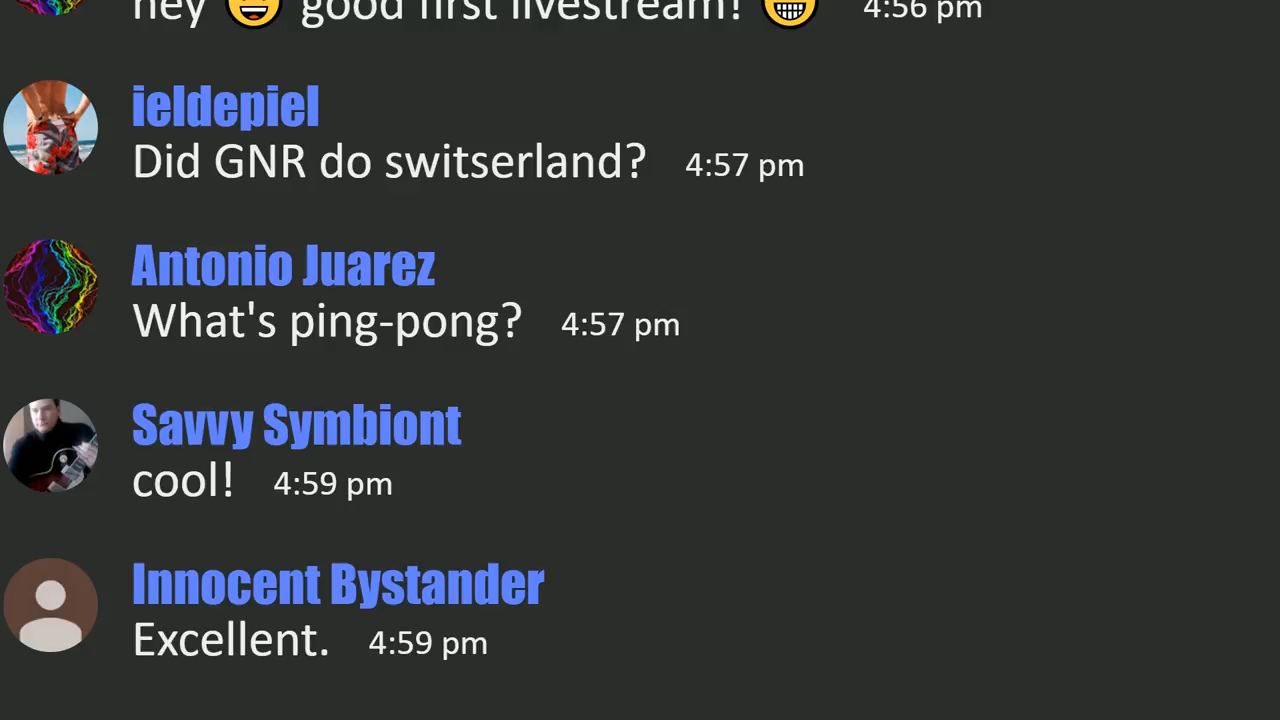 hey 😄 good first livestream! 😁 4:56 pm
ieldepiel
Did GNR do switserland? 4:57 pm
Antonio Juarez
What's ping-pong? 4:57 pm
Savvy Symbiont
cool! 4:59 pm
Innocent Bystander
Excellent. 4:59 pm